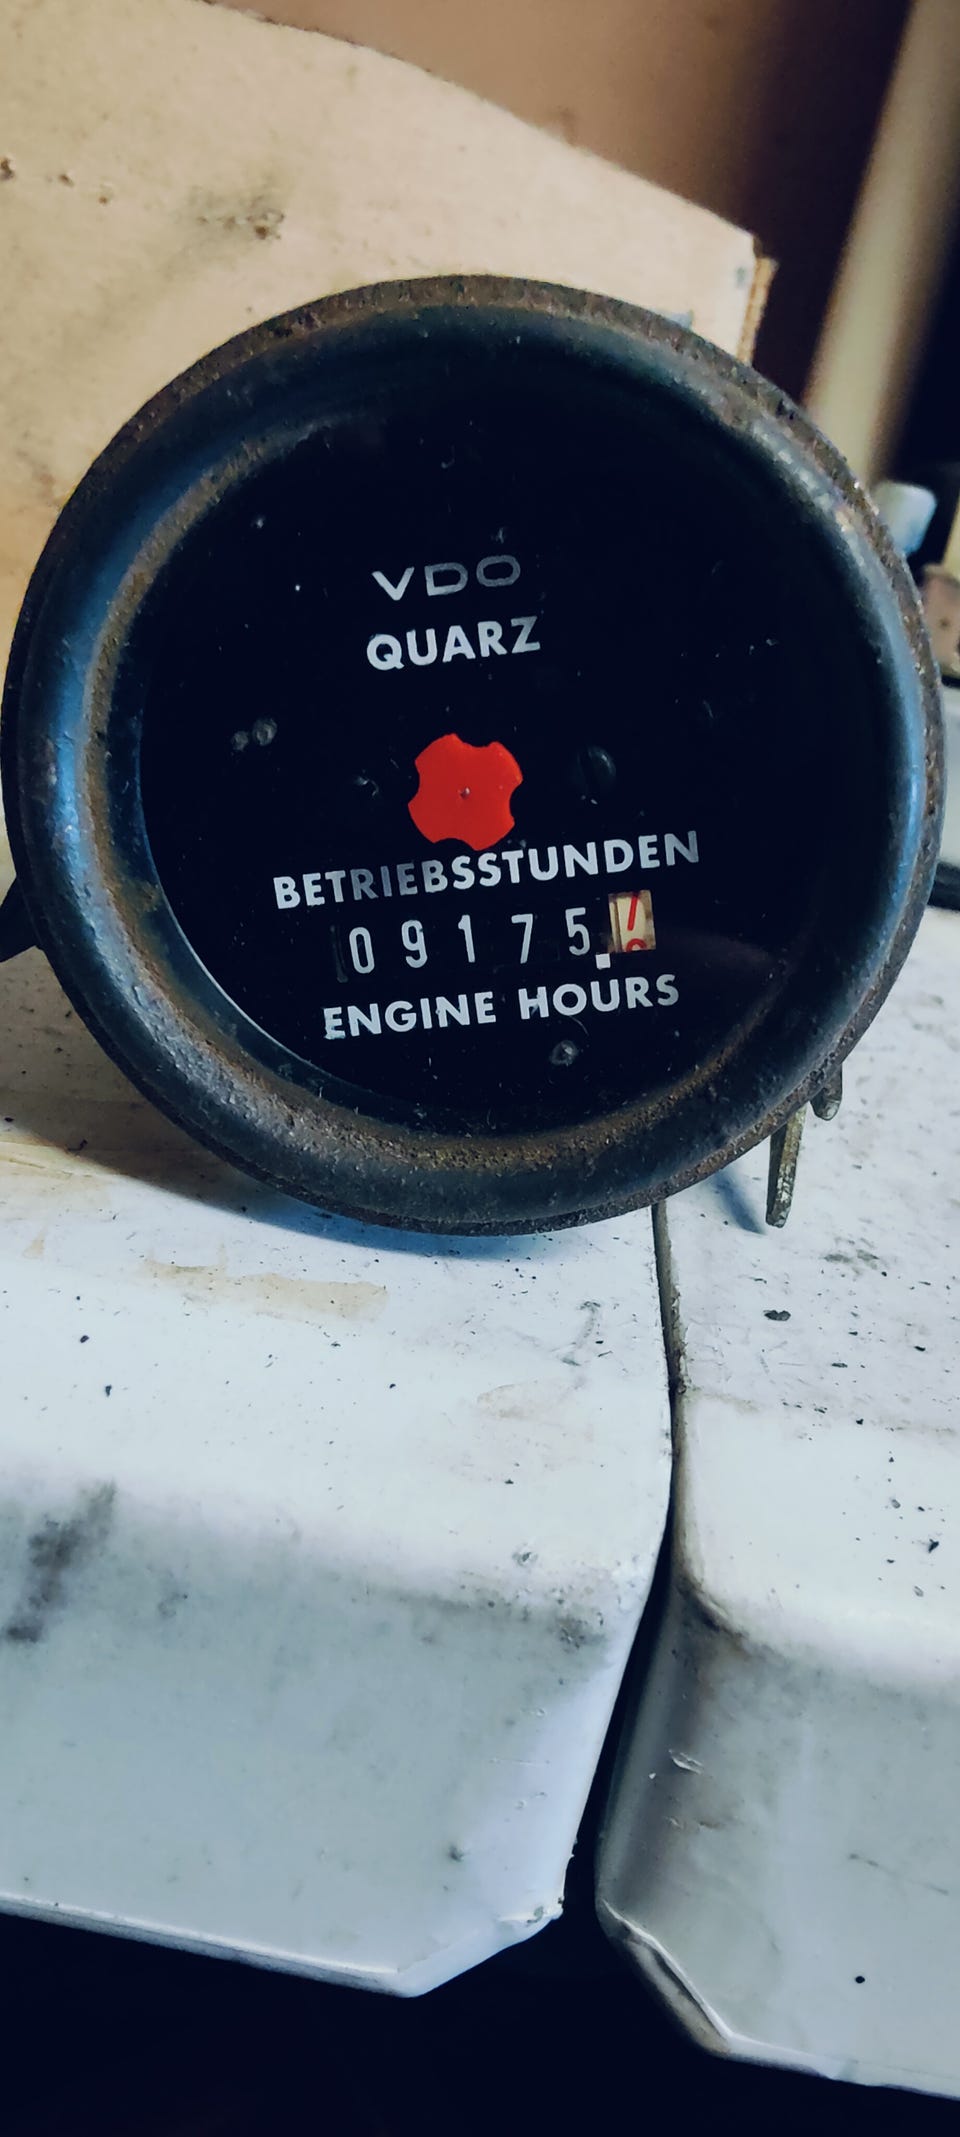 VDO
QUARZ
BETRIEBSSTUNDEN
09175.
ENGINE HOURS